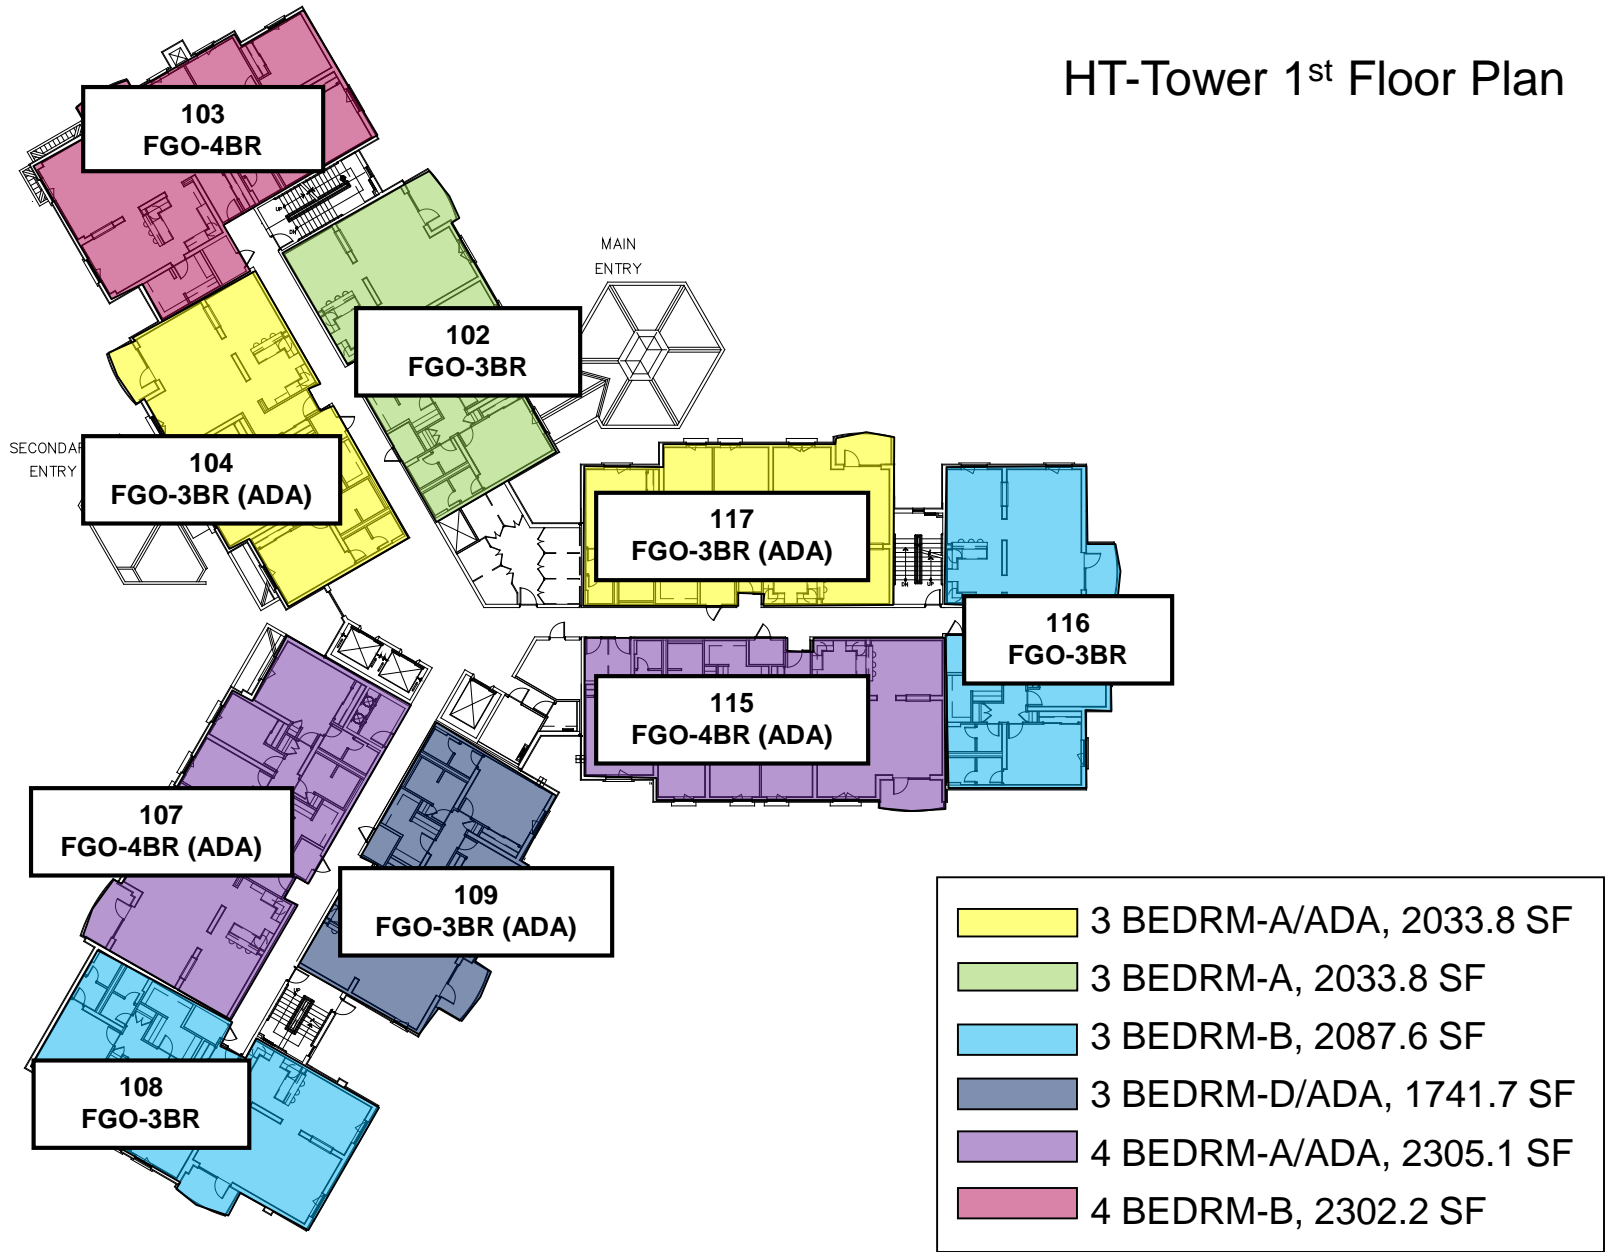 HT-Tower 1st Floor Plan
103
FGO-4BR
MAIN
ENTRY
102
FGO-3BR
SECONDAR
ENTRY
104
FGO-3BR (ADA)
117
FGO-3BR (ADA)
116
FGO-3BR
115
FGO-4BR (ADA)
107
FGO-4BR (ADA)
109
FGO-3BR (ADA)
108
FGO-3BR
3 BEDRM-A/ADA, 2033.8 SF
3 BEDRM-A, 2033.8 SF
3 BEDRM-B, 2087.6 SF
3 BEDRM-D/ADA, 1741.7 SF
4 BEDRM-A/ADA, 2305.1 SF
4 BEDRM-B, 2302.2 SF